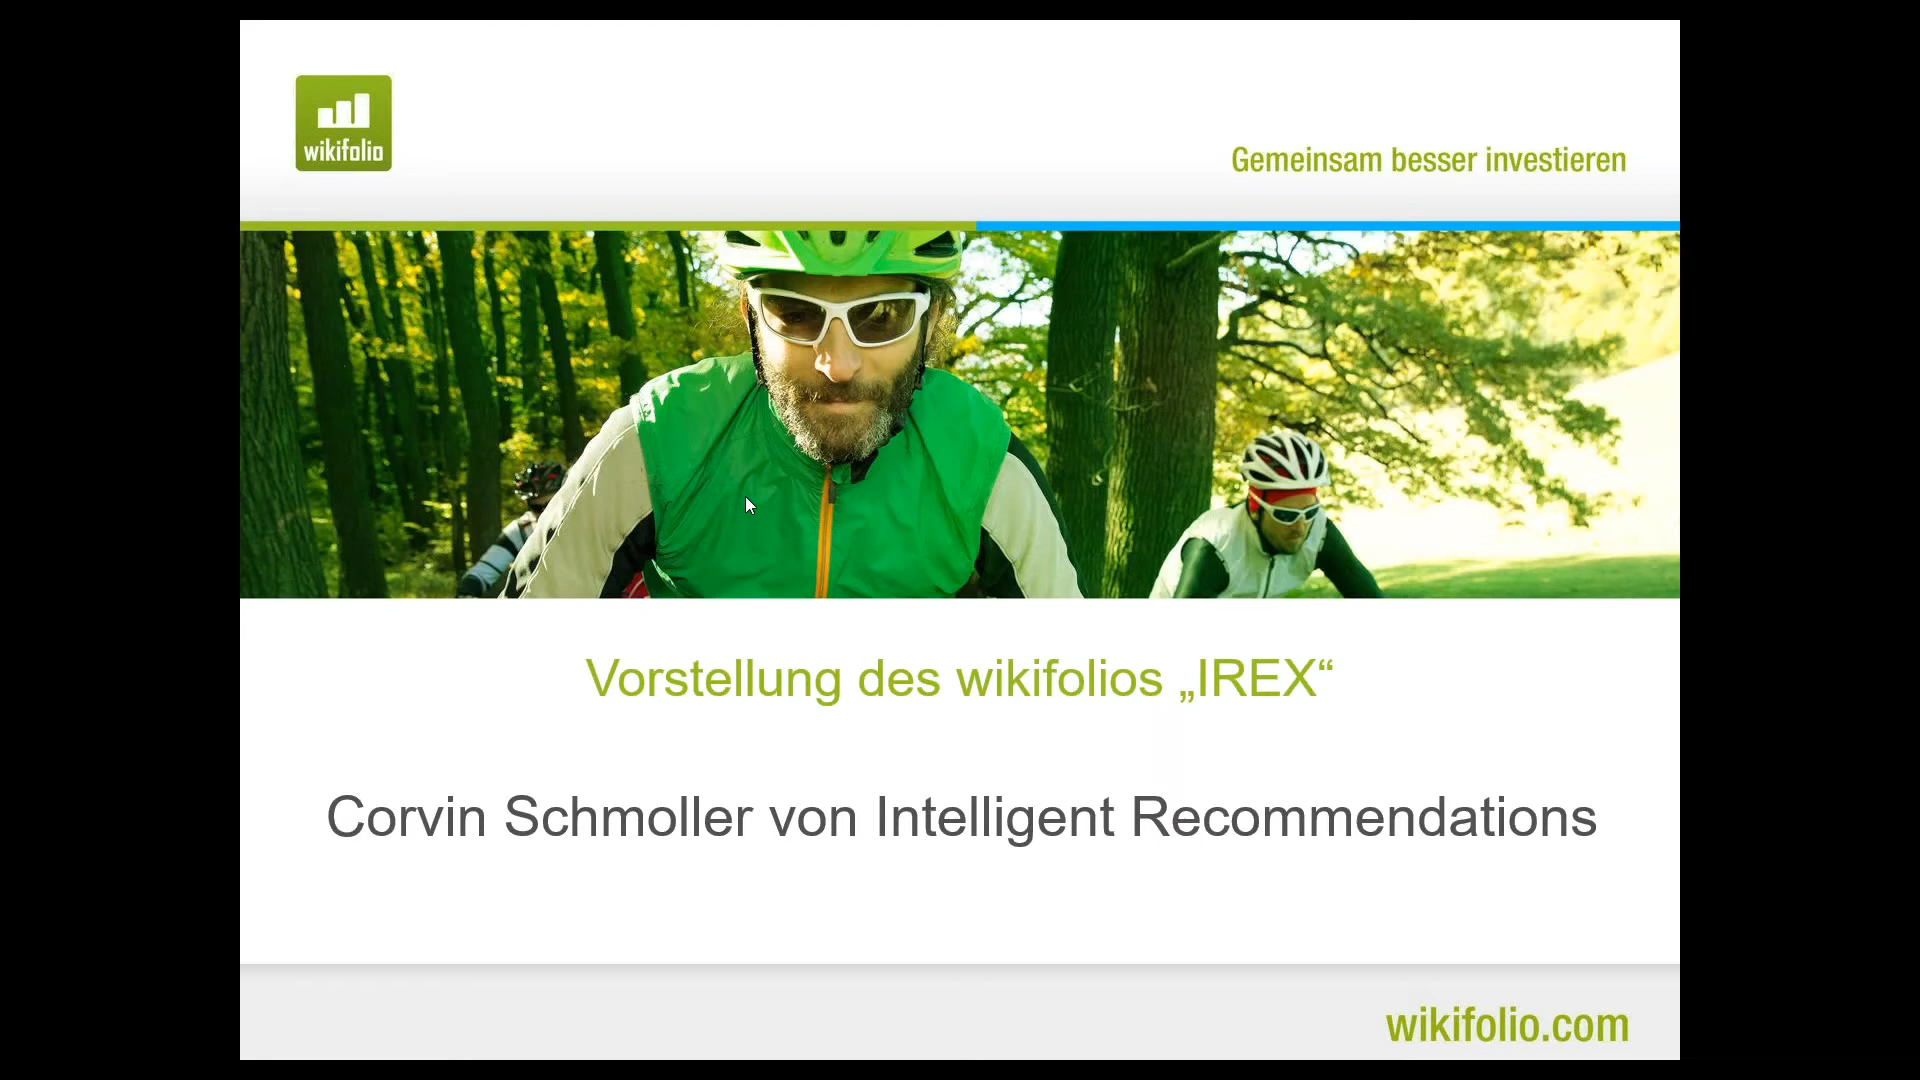 wikifolio
Gemeinsam besser investieren
Vorstellung des wikifolios „IREX“
Corvin Schmoller von Intelligent Recommendations
wikifolio.com